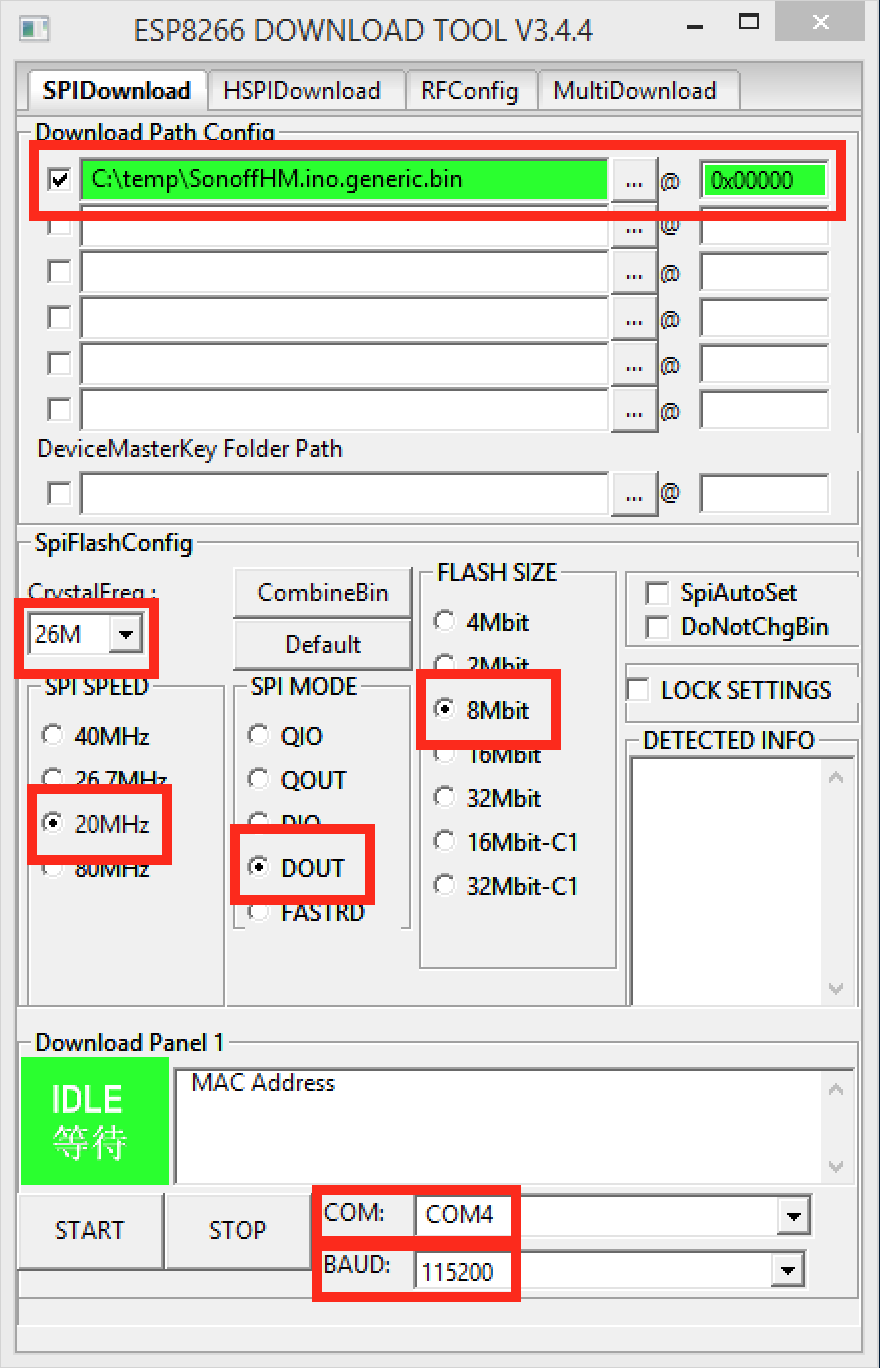 ESP8266 DOWNLOAD TOOL V3.4.4
SPIDownload HSPIDownload RFConfig MultiDownload
Download Path Config
C:\temp\SonoffHM.ino.generic.bin ... @ 0x00000
... @
... @
... @
... @
... @
DeviceMasterKey Folder Path
... @
SpiFlashConfig
CrystalFreq :
26M
CombineBin
Default
SPI SPEED
40MHz
26.7MHz
20MHz
80MHz
SPI MODE
QIO
QOUT
DIO
DOUT
FASTRD
FLASH SIZE
4Mbit
2Mbit
8Mbit
16Mbit
32Mbit
16Mbit-C1
32Mbit-C1
SpiAutoSet
DoNotChgBin
LOCK SETTINGS
DETECTED INFO
Download Panel 1
IDLE
等待
MAC Address
START STOP
COM: COM4
BAUD: 115200